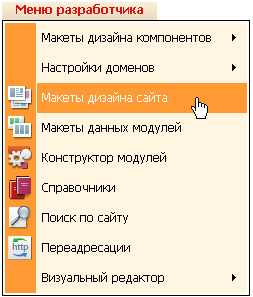 Меню разработчика
Макеты дизайна компонентов
Настройки доменов
Макеты дизайна сайта
Макеты данных модулей
Конструктор модулей
Справочники
Поиск по сайту
http
Переадресации
Визуальный редактор